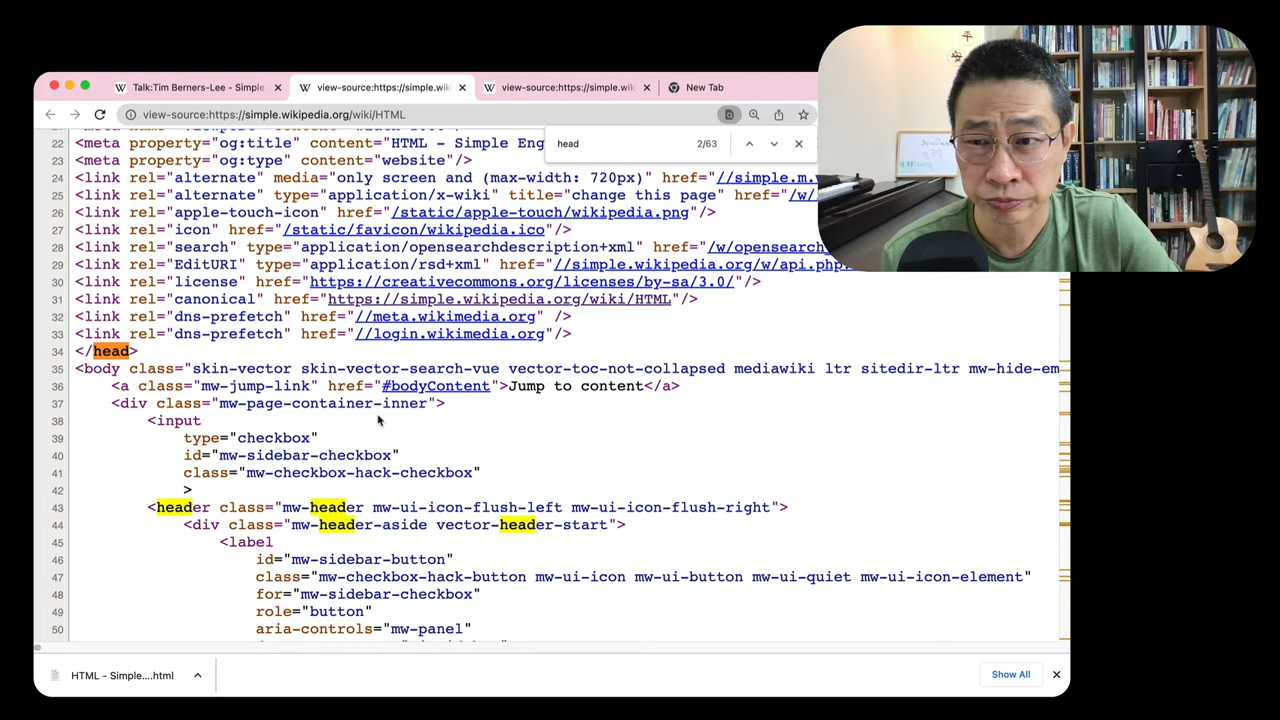 Talk:Tim Berners-Lee - Simple
view-source:https://simple.wiki
view-source:https://simple.wiki
New Tab
view-source:https://simple.wikipedia.org/wiki/HTML
head
2/63
22 <meta property="og:title" content="HTML - Simple Eng
23 <meta property="og:type" content="website"/>
24 <link rel="alternate" media="only screen and (max-width: 720px)" href="//simple.m.
25 <link rel="alternate" type="application/x-wiki" title="change this page" href="/w/
26 <link rel="apple-touch-icon" href="/static/apple-touch/wikipedia.png"/>
27 <link rel="icon" href="/static/favicon/wikipedia.ico"/>
28 <link rel="search" type="application/opensearchdescription+xml" href="/w/opensearch
29 <link rel="EditURI" type="application/rsd+xml" href="//simple.wikipedia.org/w/api.php
30 <link rel="license" href="https://creativecommons.org/licenses/by-sa/3.0/"/>
31 <link rel="canonical" href="https://simple.wikipedia.org/wiki/HTML"/>
32 <link rel="dns-prefetch" href="//meta.wikimedia.org" />
33 <link rel="dns-prefetch" href="//login.wikimedia.org"/>
34 </head>
35 <body class="skin-vector skin-vector-search-vue vector-toc-not-collapsed mediawiki ltr sitedir-ltr mw-hide-em
36 <a class="mw-jump-link" href="#bodyContent">Jump to content</a>
37 <div class="mw-page-container-inner">
38 <input
39 type="checkbox"
40 id="mw-sidebar-checkbox"
41 class="mw-checkbox-hack-checkbox"
42 >
43 <header class="mw-header mw-ui-icon-flush-left mw-ui-icon-flush-right">
44 <div class="mw-header-aside vector-header-start">
45 <label
46 id="mw-sidebar-button"
47 class="mw-checkbox-hack-button mw-ui-icon mw-ui-button mw-ui-quiet mw-ui-icon-element"
48 for="mw-sidebar-checkbox"
49 role="button"
50 aria-controls="mw-panel"
HTML - Simple....html
Show All